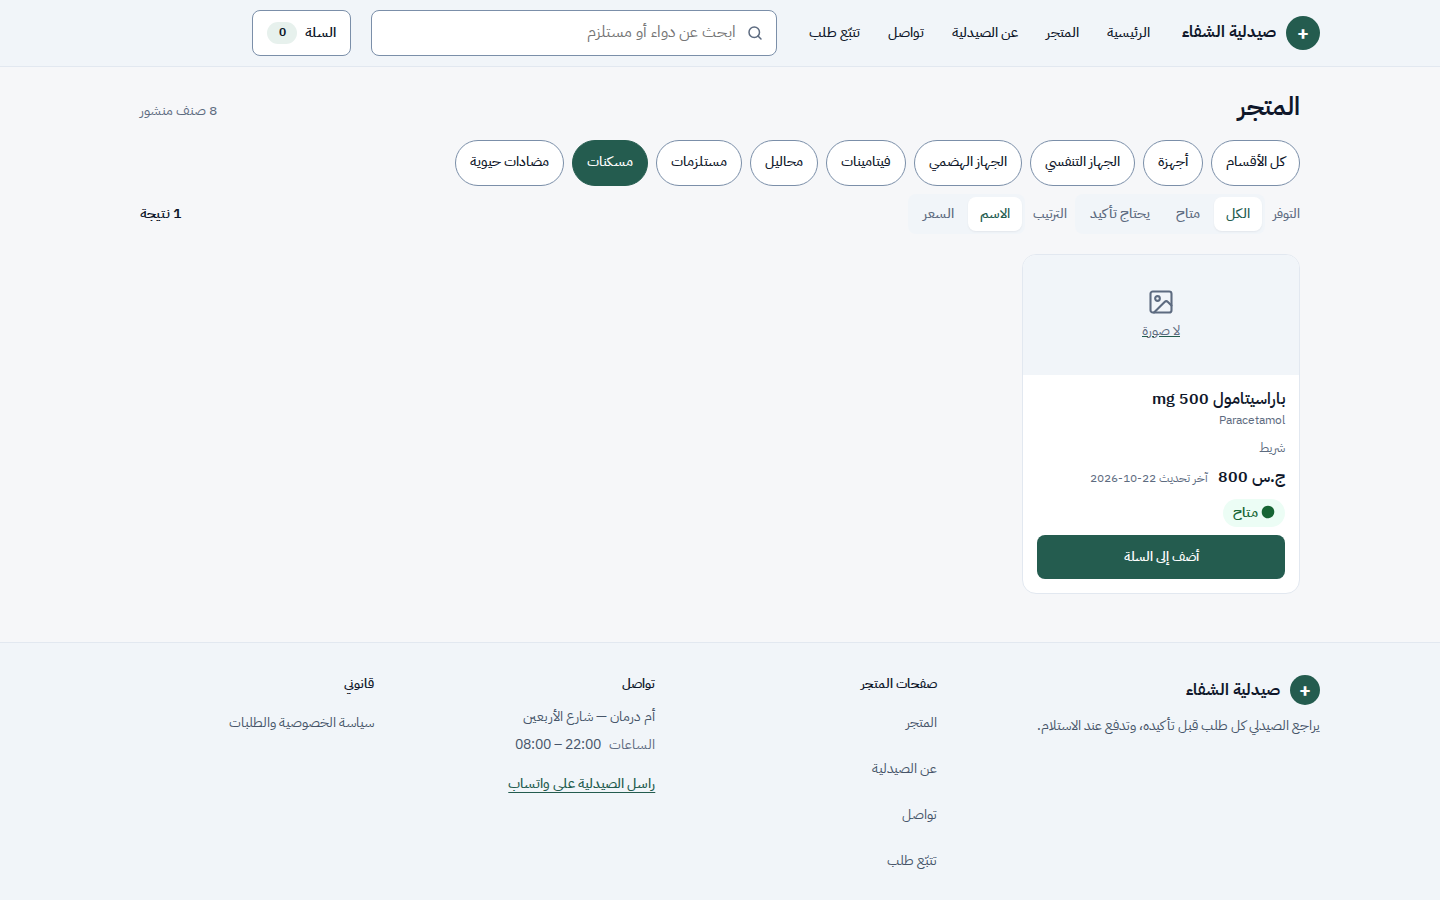 صيدلية الشفاء
الرئيسية
المتجر
عن الصيدلية
تواصل
تتبّع طلب
ابحث عن دواء أو مستلزم
السلة 0
المتجر
8 صنف منشور
كل الأقسام
أجهزة
الجهاز التنفسي
الجهاز الهضمي
فيتامينات
محاليل
مستلزمات
مسكنات
مضادات حيوية
التوفر
الكل
متاح
يحتاج تأكيد
الترتيب
الاسم
السعر
1 نتيجة
لا صورة
باراسيتامول 500 mg
Paracetamol
شريط
ج.س 800 آخر تحديث 22-10-2026
متاح
أضف إلى السلة
صيدلية الشفاء
يراجع الصيدلي كل طلب قبل تأكيده، وتدفع عند الاستلام.
صفحات المتجر
المتجر
عن الصيدلية
تواصل
تتبّع طلب
تواصل
أم درمان — شارع الأربعين
الساعات 08:00 – 22:00
راسل الصيدلية على واتساب
قانوني
سياسة الخصوصية والطلبات